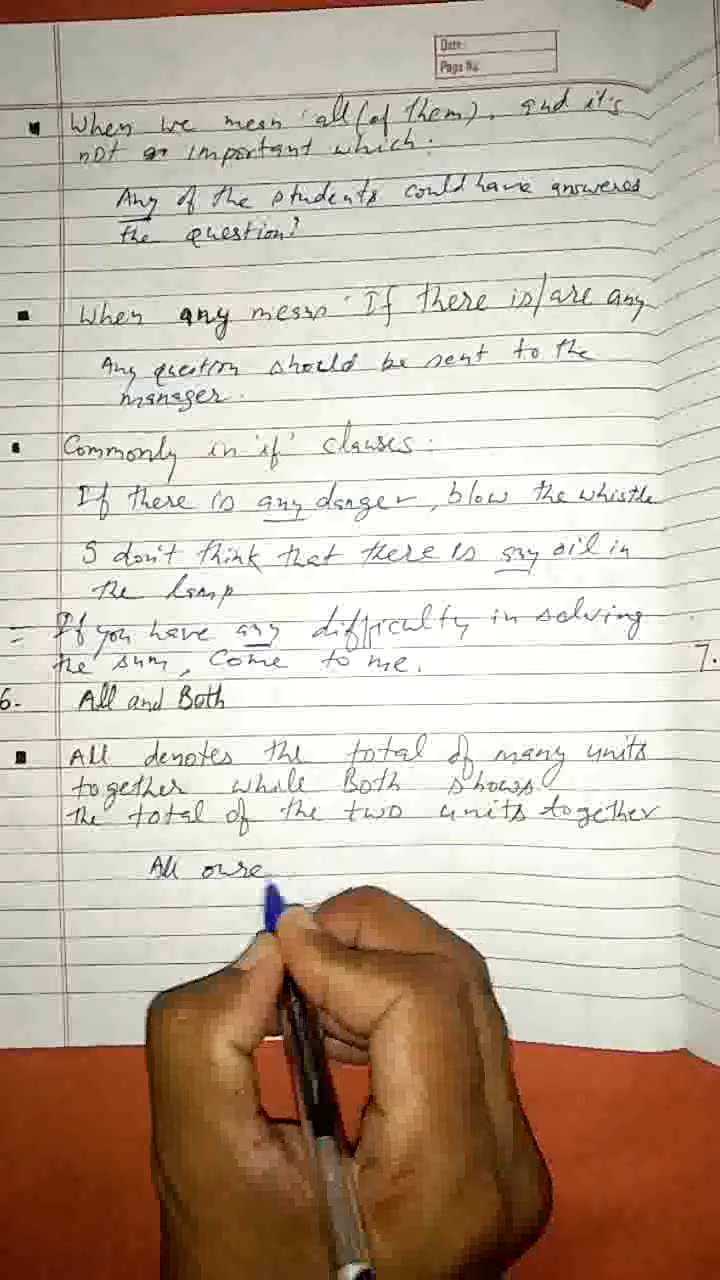 Date:
Page No.
When we mean 'all (of them), and it's
not important which.
Any of the students could have answered
the question?
When any means 'If there is/are any
Any question should be sent to the
manager.
Commonly in 'if' clauses:
If there is any danger, blow the whistle
I don't think that there is any oil in
the lamp
= If you have any difficulty in solving
the sum, Come to me.
7.
6. All and Both
All denotes the total of many units
together while Both shows
the total of the two units together
All